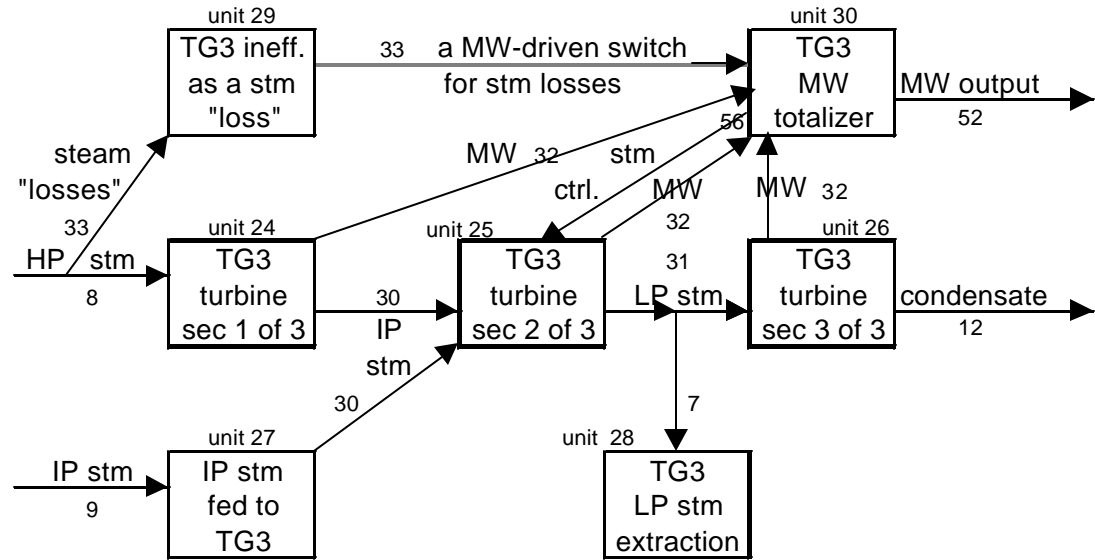 unit 29
TG3 ineff.
as a stm
"loss"
33
a MW-driven switch
for stm losses
unit 30
TG3
MW
totalizer
MW output
52
steam
"losses"
33
MW 32
56
stm
ctrl.
MW
32
MW 32
HP stm
8
unit 24
TG3
turbine
sec 1 of 3
30
IP
stm
30
unit 25
TG3
turbine
sec 2 of 3
31
LP stm
unit 26
TG3
turbine
sec 3 of 3
condensate
12
7
IP stm
9
unit 27
IP stm
fed to
TG3
unit 28
TG3
LP stm
extraction